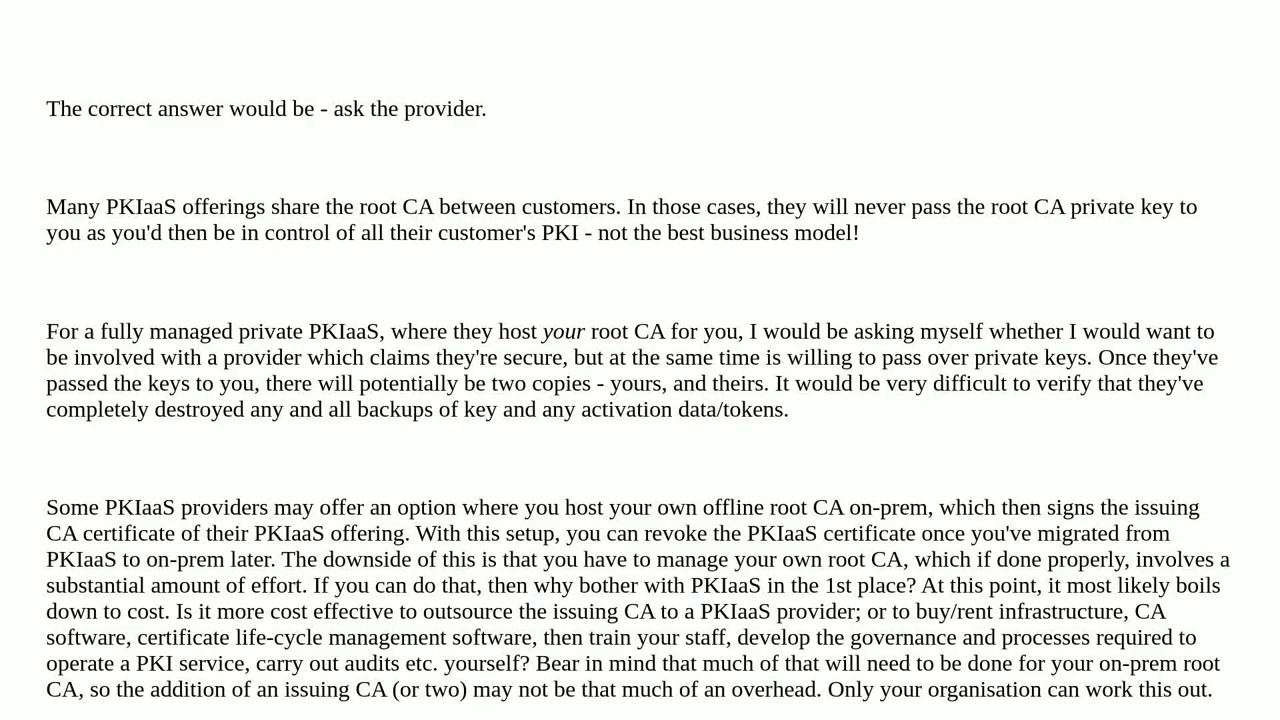 The correct answer would be - ask the provider.
Many PKIaaS offerings share the root CA between customers. In those cases, they will never pass the root CA private key to
you as you'd then be in control of all their customer's PKI - not the best business model!
For a fully managed private PKIaaS, where they host your root CA for you, I would be asking myself whether I would want to
be involved with a provider which claims they're secure, but at the same time is willing to pass over private keys. Once they've
passed the keys to you, there will potentially be two copies - yours, and theirs. It would be very difficult to verify that they've
completely destroyed any and all backups of key and any activation data/tokens.
Some PKIaaS providers may offer an option where you host your own offline root CA on-prem, which then signs the issuing
CA certificate of their PKIaaS offering. With this setup, you can revoke the PKIaaS certificate once you've migrated from
PKIaaS to on-prem later. The downside of this is that you have to manage your own root CA, which if done properly, involves a
substantial amount of effort. If you can do that, then why bother with PKIaaS in the 1st place? At this point, it most likely boils
down to cost. Is it more cost effective to outsource the issuing CA to a PKIaaS provider; or to buy/rent infrastructure, CA
software, certificate life-cycle management software, then train your staff, develop the governance and processes required to
operate a PKI service, carry out audits etc. yourself? Bear in mind that much of that will need to be done for your on-prem root
CA, so the addition of an issuing CA (or two) may not be that much of an overhead. Only your organisation can work this out.